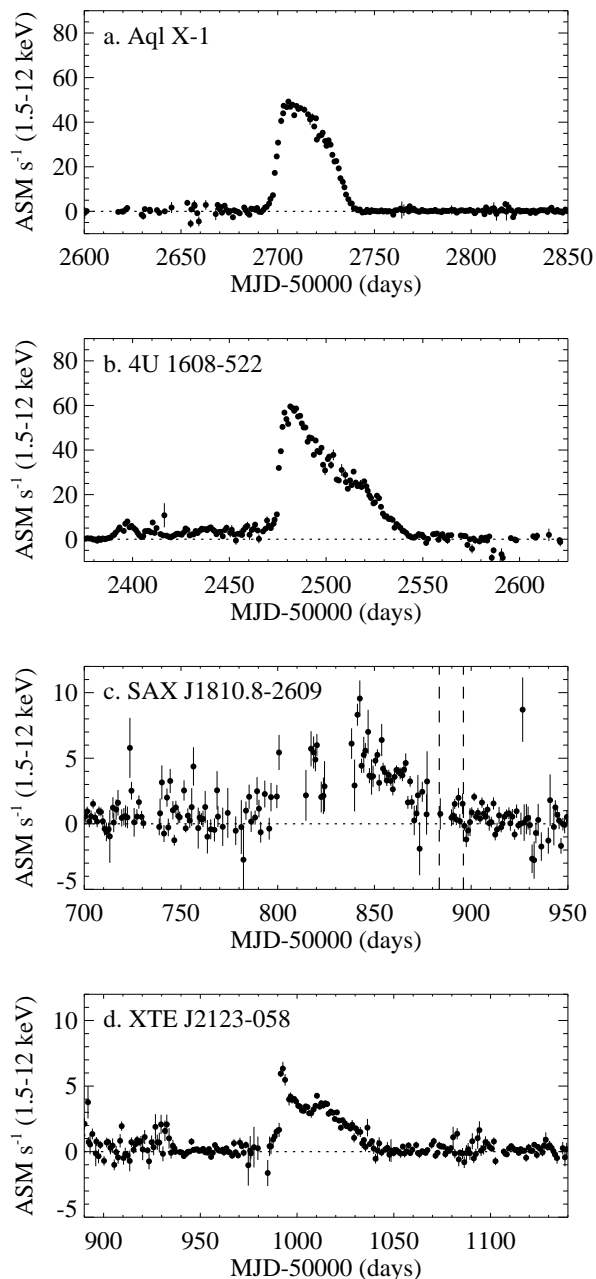 a. Aql X-1
ASM s⁻¹ (1.5-12 keV)
80
60
40
20
0
2600 2650 2700 2750 2800 2850
MJD-50000 (days)
b. 4U 1608-522
ASM s⁻¹ (1.5-12 keV)
80
60
40
20
0
2400 2450 2500 2550 2600
MJD-50000 (days)
c. SAX J1810.8-2609
ASM s⁻¹ (1.5-12 keV)
10
5
0
-5
700 750 800 850 900 950
MJD-50000 (days)
d. XTE J2123-058
ASM s⁻¹ (1.5-12 keV)
10
5
0
-5
900 950 1000 1050 1100
MJD-50000 (days)